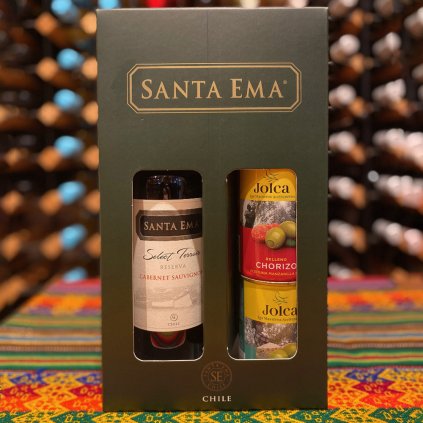 SANTA EMA®
SANTA EMA
Select Terroir
RESERVA
CABERNET SAUVIGNON
CHILE
Jolca
RELLENO
CHORIZO
Jolca
SE
CHILE